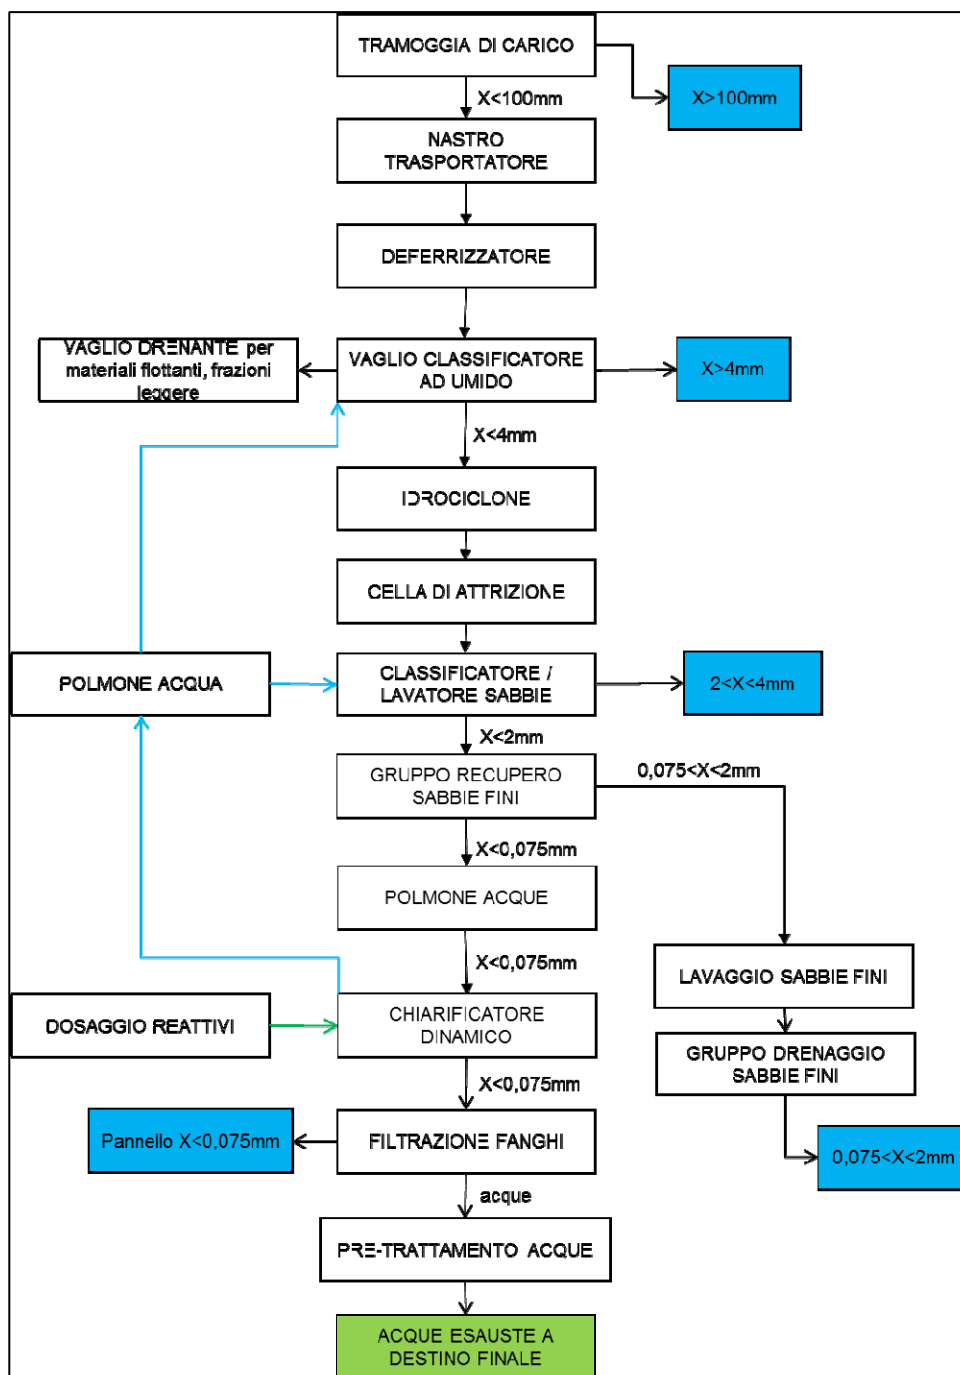 TRAMOGGIA DI CARICO
X>100mm
X<100mm
NASTRO
TRASPORTATORE
DEFERRIZZATORE
VAGLIO DRENANTE per
materiali flottanti, frazioni
leggere
VAGLIO CLASSIFICATORE
AD UMIDO
X>4mm
X<4mm
IDROCICLONE
CELLA DI ATTRIZIONE
POLMONE ACQUA
CLASSIFICATORE /
LAVATORE SABBIE
2<X<4mm
X<2mm
GRUPPO RECUPERO
SABBIE FINI
0,075<X<2mm
X<0,075mm
POLMONE ACQUE
X<0,075mm
LAVAGGIO SABBIE FINI
DOSAGGIO REATTIVI
CHIARIFICATORE
DINAMICO
GRUPPO DRENAGGIO
SABBIE FINI
X<0,075mm
Pannello X<0,075mm
FILTRAZIONE FANGHI
0,075<X<2mm
acque
PRE-TRATTAMENTO ACQUE
ACQUE ESAUSTE A
DESTINO FINALE